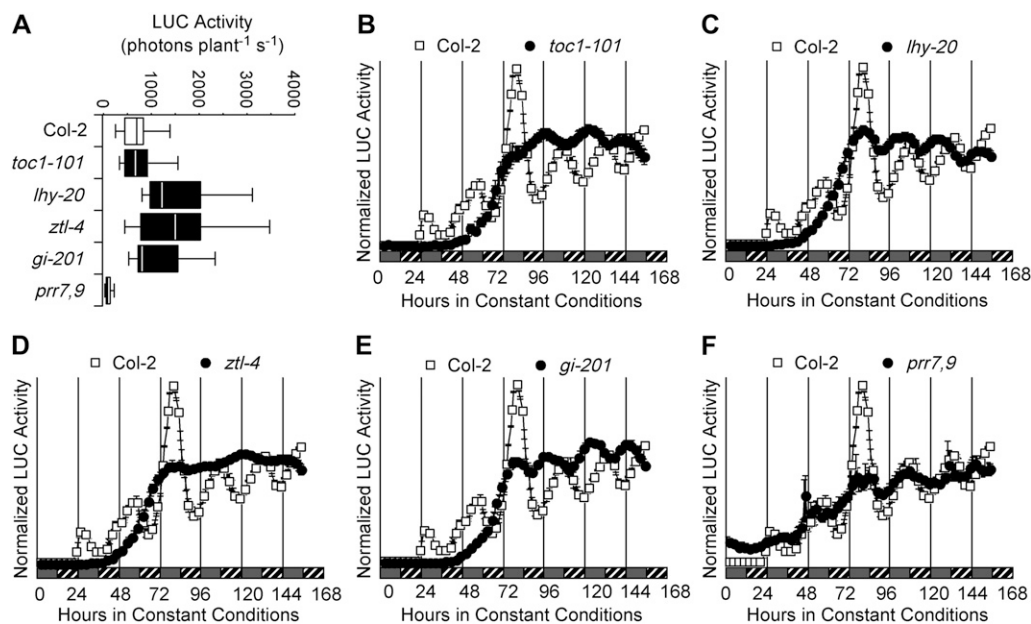 A
LUC Activity
(photons plant-1 s-1)
0 1000 2000 3000 4000
Col-2
toc1-101
lhy-20
ztl-4
gi-201
prr7,9
B
Col-2 toc1-101
Normalized LUC Activity
0 24 48 72 96 120 144 168
Hours in Constant Conditions
C
Col-2 lhy-20
Normalized LUC Activity
0 24 48 72 96 120 144 168
Hours in Constant Conditions
D
Col-2 ztl-4
Normalized LUC Activity
0 24 48 72 96 120 144 168
Hours in Constant Conditions
E
Col-2 gi-201
Normalized LUC Activity
0 24 48 72 96 120 144 168
Hours in Constant Conditions
F
Col-2 prr7,9
Normalized LUC Activity
0 24 48 72 96 120 144 168
Hours in Constant Conditions